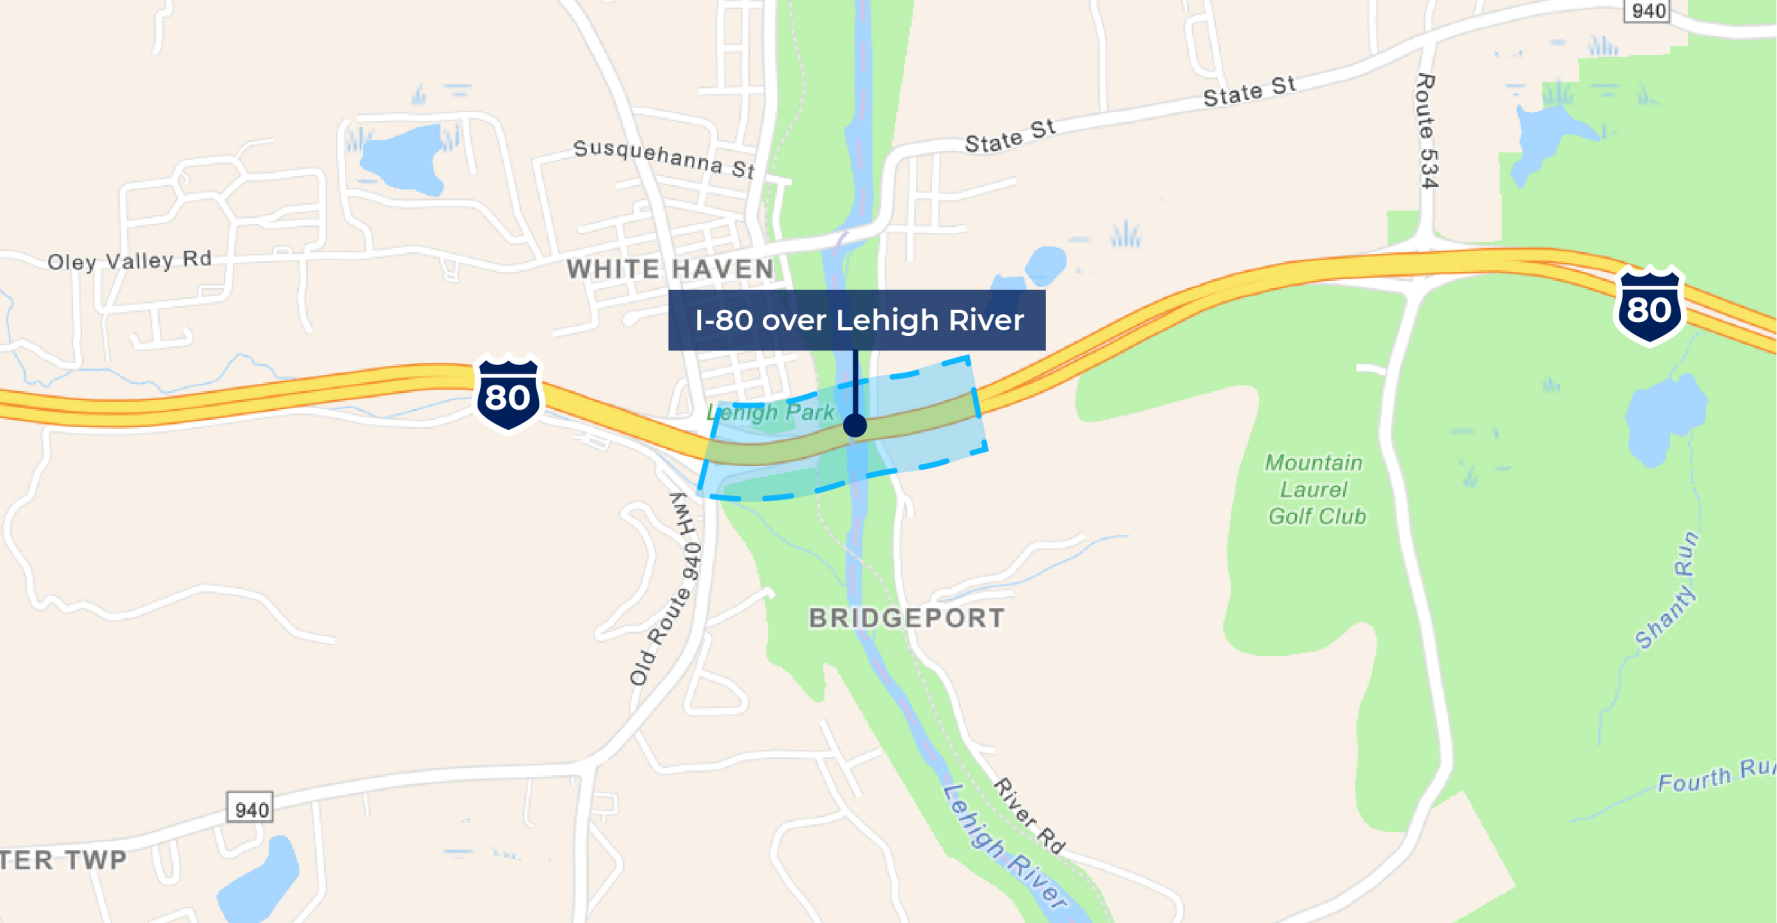 940
State St
Route 534
State St
Susquehanna St
Oley Valley Rd
WHITE HAVEN
80
I-80 over Lehigh River
80
Lehigh Park
Mountain
Laurel
Golf Club
Old Route 940 Hwy
Shanty Run
BRIDGEPORT
Fourth Ru
940
River Rd
Lehigh River
TER TWP